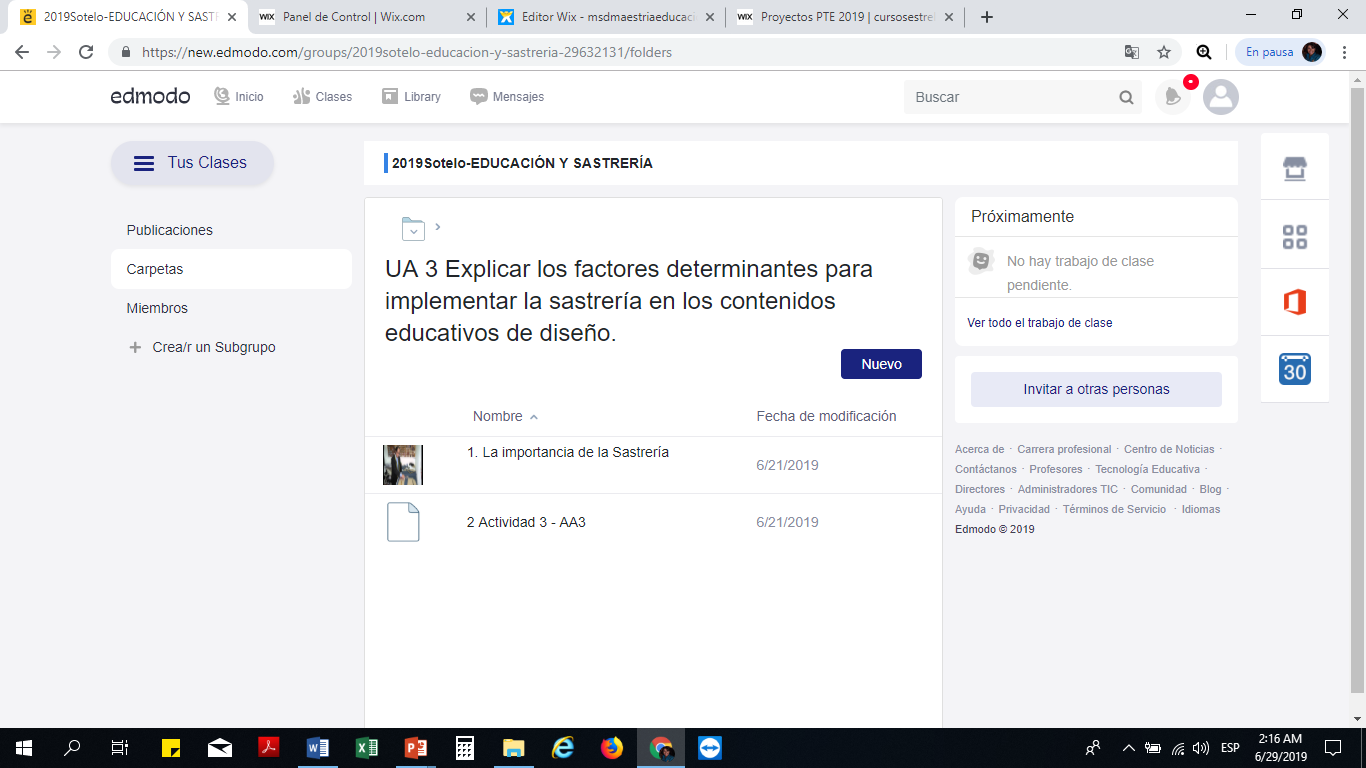 2019Sotelo-EDUCACIÓN Y SASTR
Panel de Control | Wix.com
Editor Wix - msdmaestriaeducaci
Proyectos PTE 2019 | cursosestrel
https://new.edmodo.com/groups/2019sotelo-educacion-y-sastreria-29632131/folders
En pausa
edmodo
Inicio
Clases
Library
Mensajes
Buscar
Tus Clases
2019Sotelo-EDUCACIÓN Y SASTRERÍA
Publicaciones
Carpetas
Miembros
Crea/r un Subgrupo
UA 3 Explicar los factores determinantes para
implementar la sastrería en los contenidos
educativos de diseño.
Nuevo
Nombre
Fecha de modificación
1. La importancia de la Sastrería
6/21/2019
2 Actividad 3 - AA3
6/21/2019
Próximamente
No hay trabajo de clase
pendiente.
Ver todo el trabajo de clase
Invitar a otras personas
Acerca de · Carrera profesional · Centro de Noticias ·
Contáctanos · Profesores · Tecnología Educativa ·
Directores · Administradores TIC · Comunidad · Blog ·
Ayuda · Privacidad · Términos de Servicio · Idiomas
Edmodo © 2019
30
ESP
2:16 AM
6/29/2019